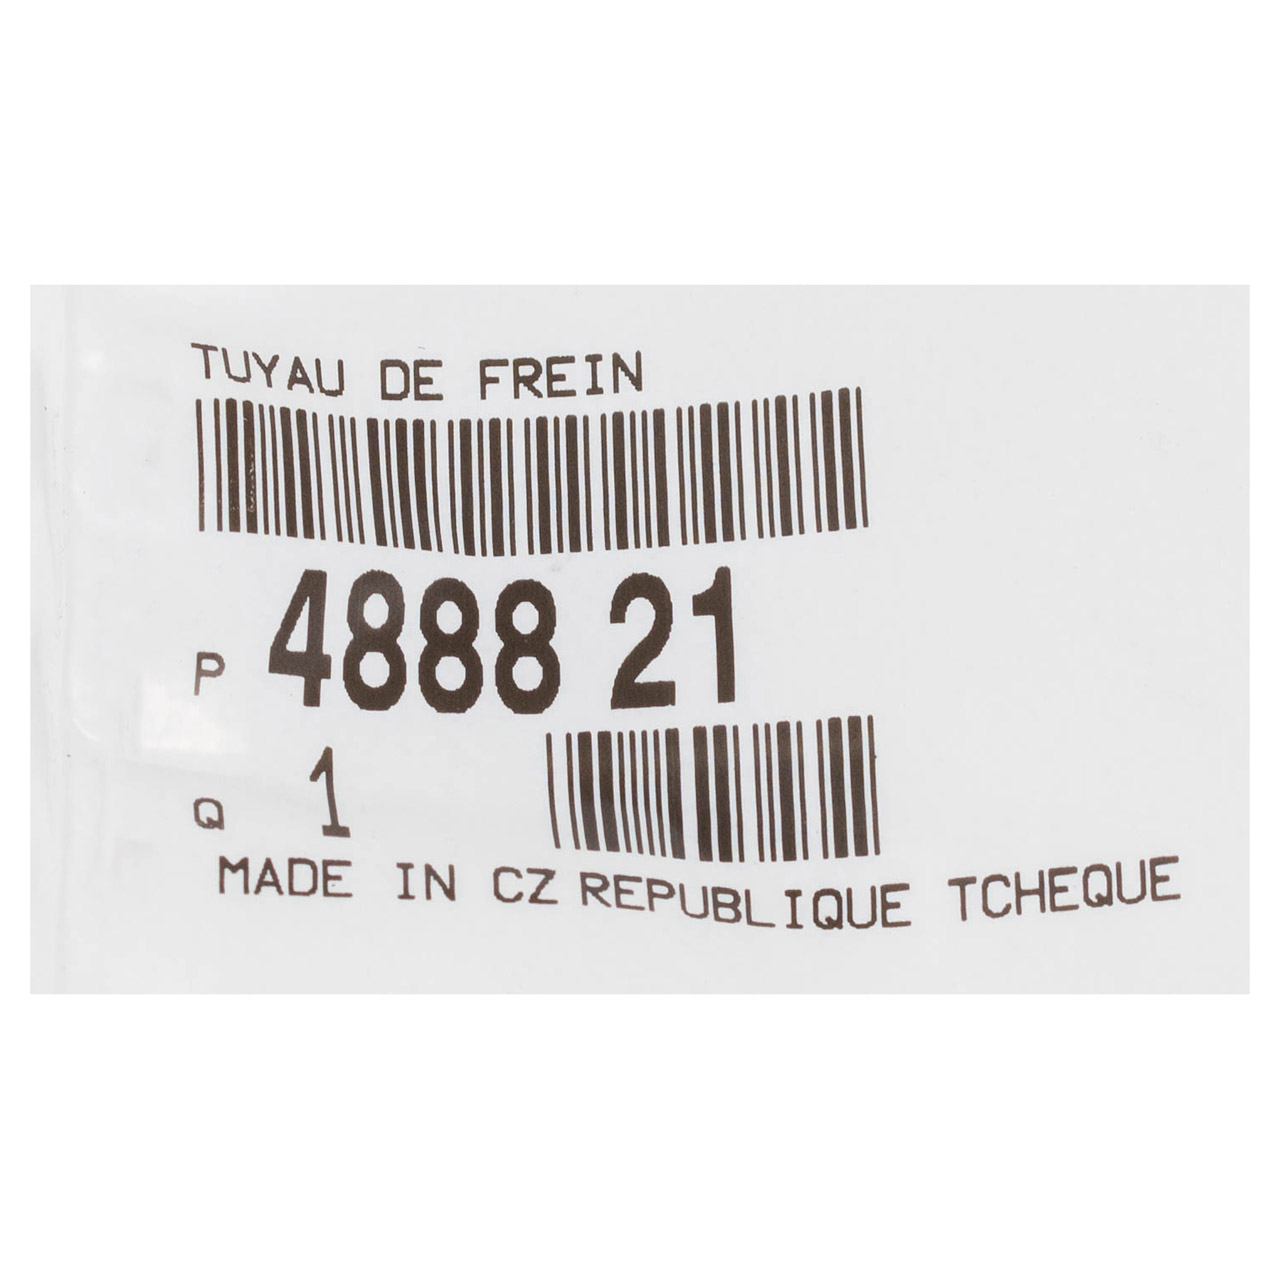 TUYAU DE FREIN
P 4888 21
Q 1
MADE IN CZ REPUBLIQUE TCHEQUE